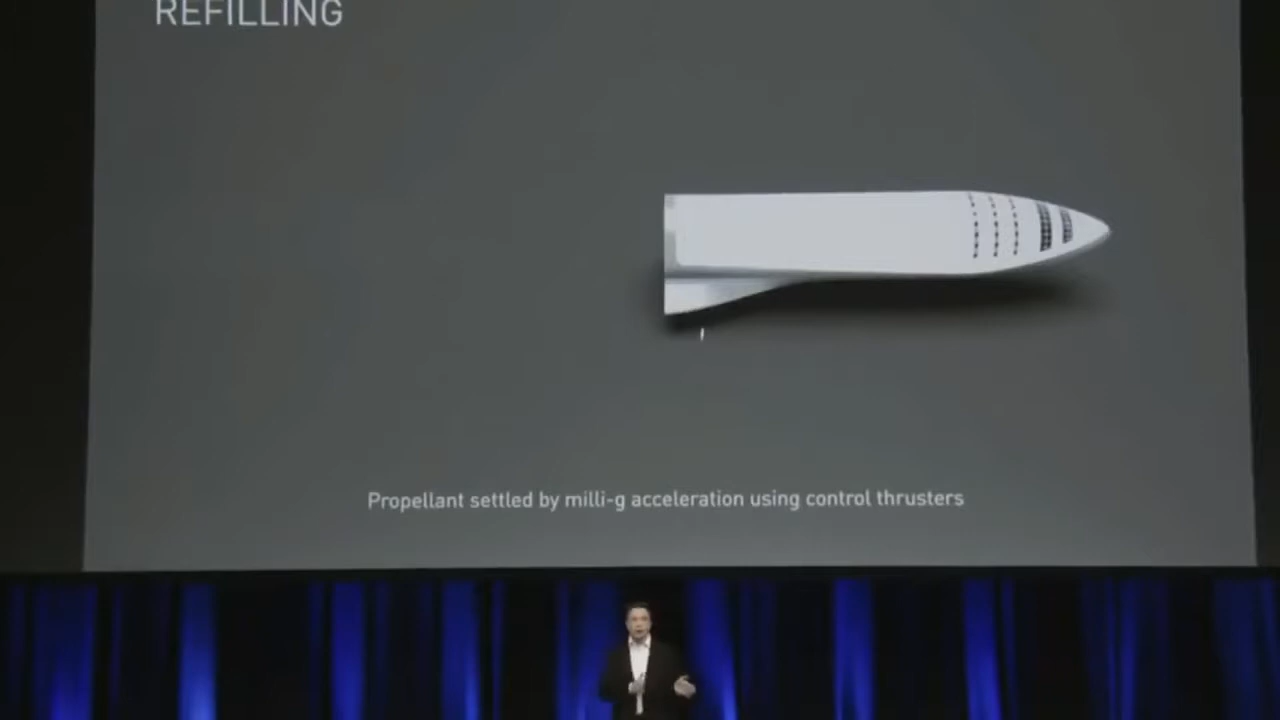 REFILLING
Propellant settled by milli-g acceleration using control thrusters